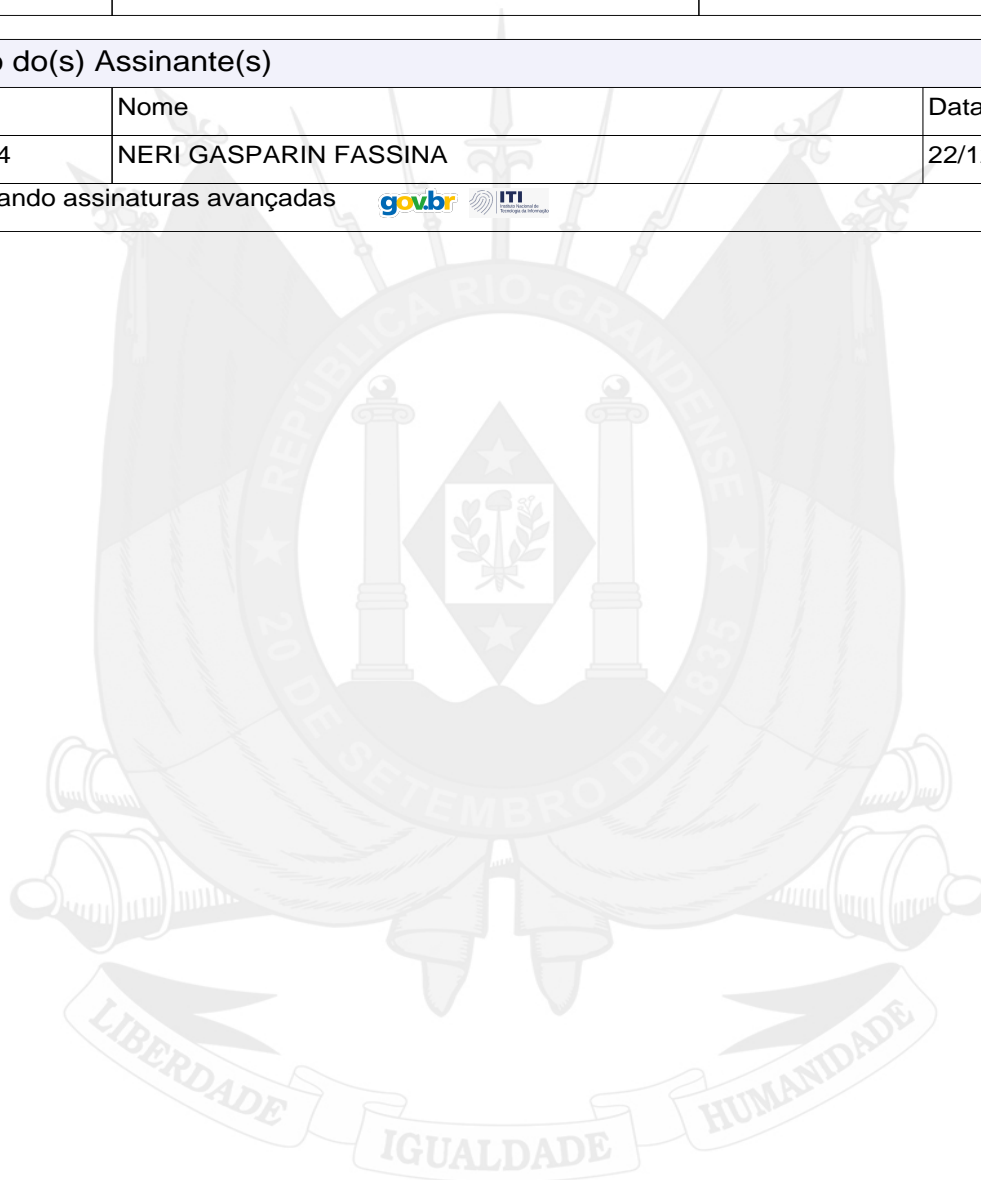 o do(s) Assinante(s)
Nome
Data
4
NERI GASPARIN FASSINA
22/1
ando assinaturas avançadas gov.br ITI
REPÚBLICA RIO-GRANDENSE
20 DE SETEMBRO DE 1835
LIBERDADE
IGUALDADE
HUMANIDADE